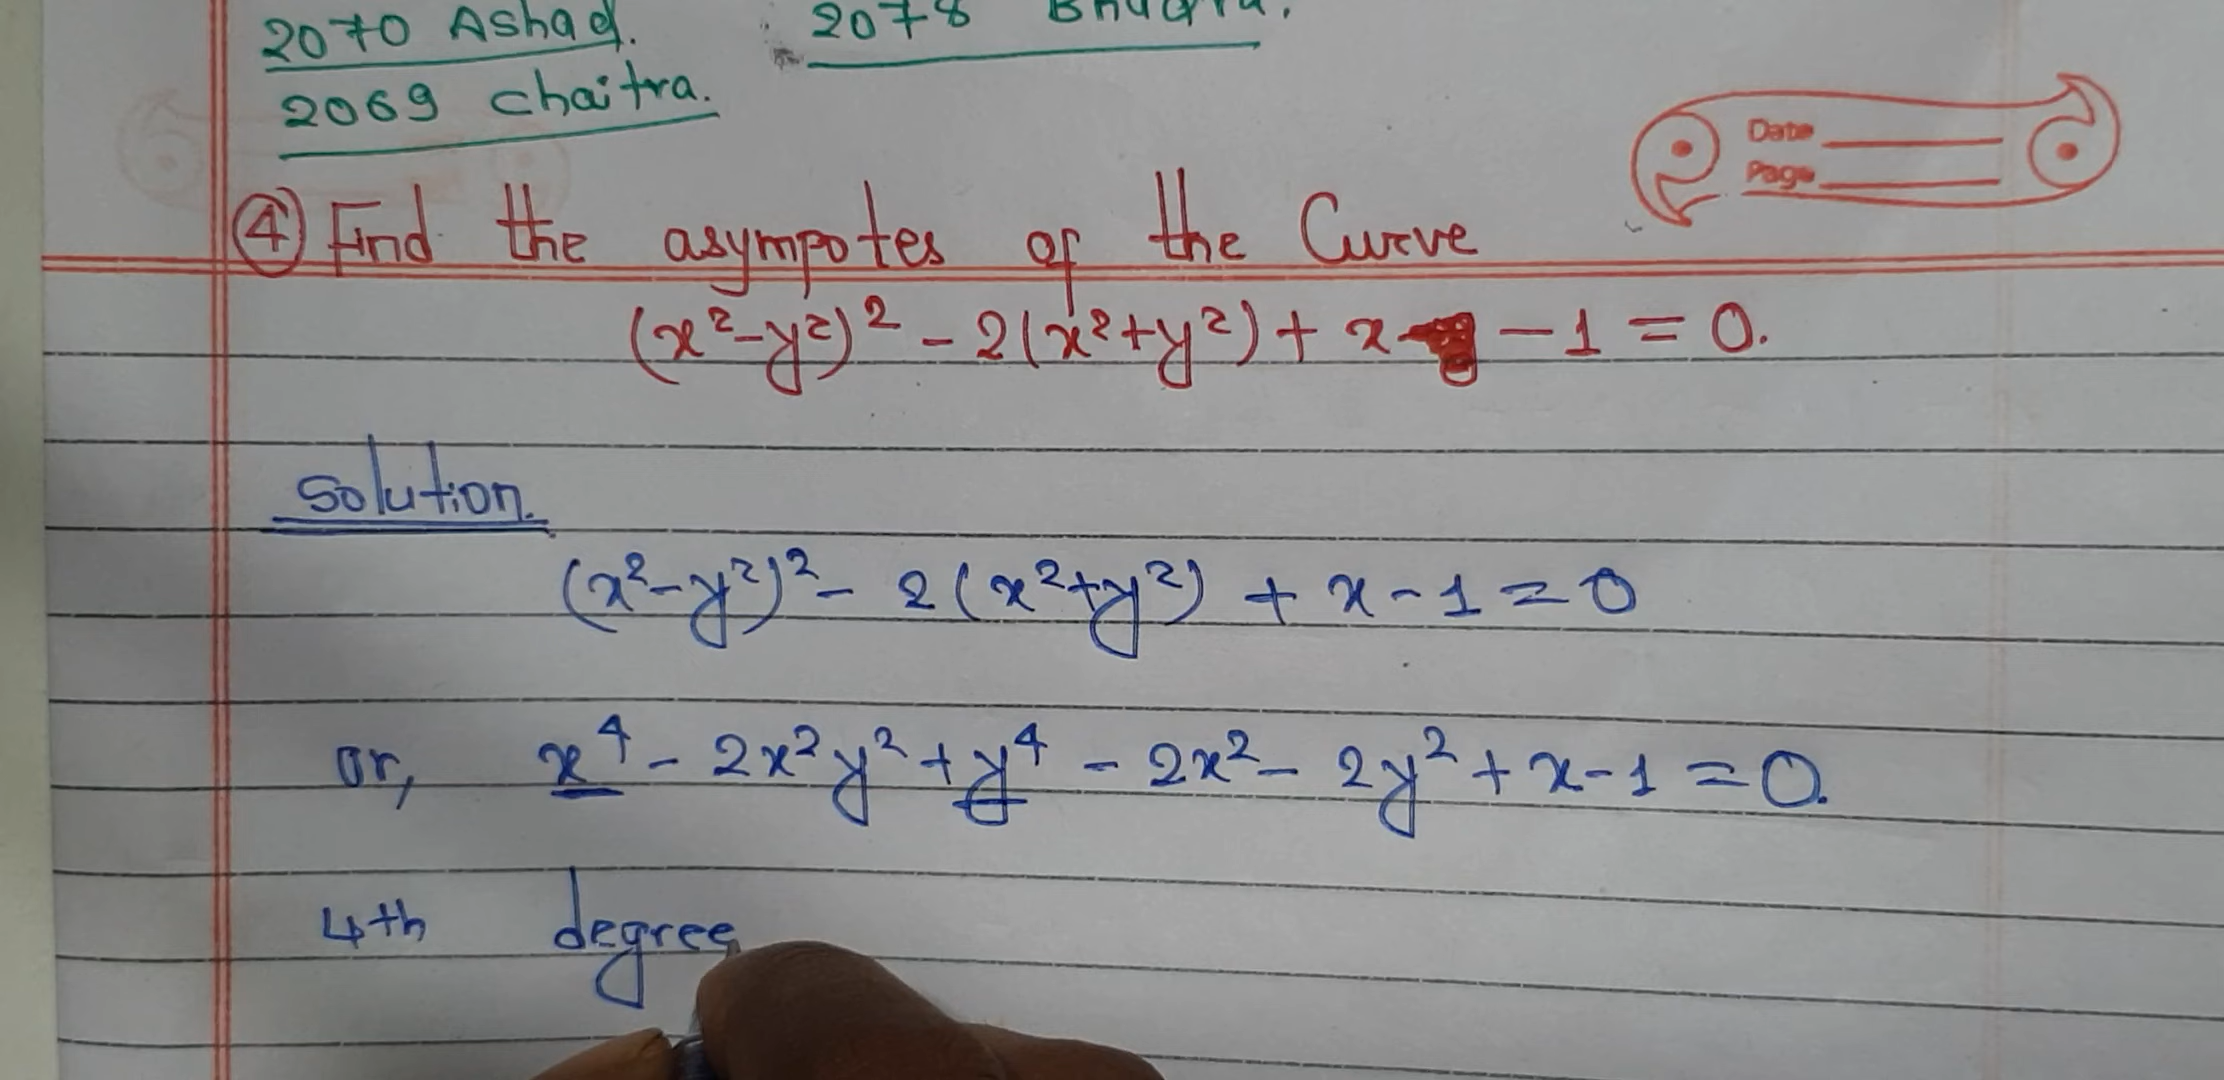 2070 Ashad.
2078
2069 chaitra.
Date
Page
④ Find the asympotes of the Curve
(x²-y²)² - 2(x²+y²) + x - 1 = 0.
Solution.
(x²-y²)² - 2(x²+y²) + x - 1 = 0
or, x⁴ - 2x²y² + y⁴ - 2x² - 2y² + x - 1 = 0.
4th degree